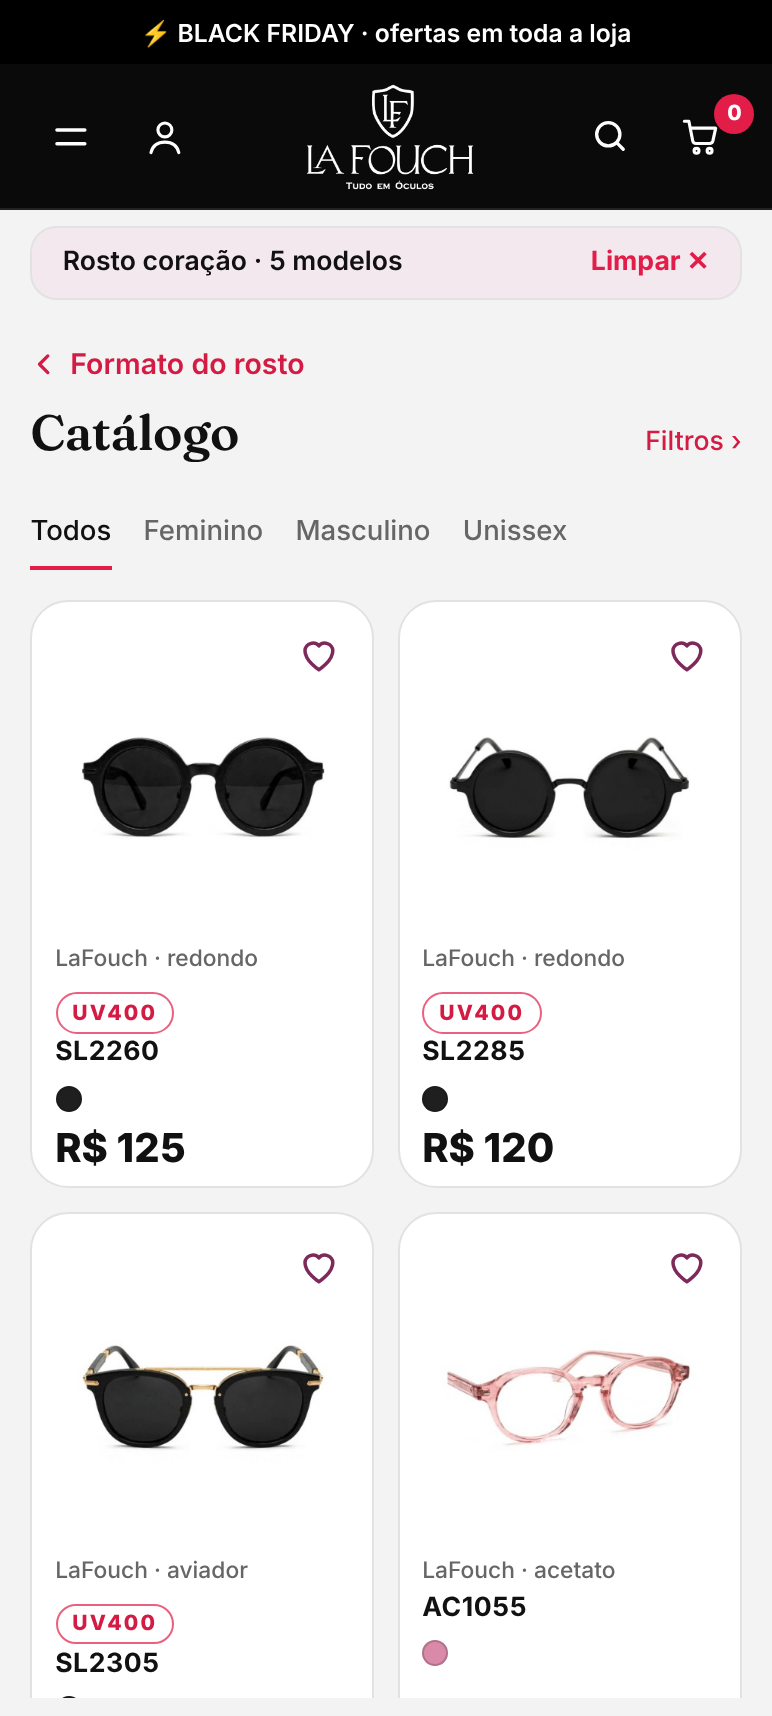 ⚡ BLACK FRIDAY · ofertas em toda a loja
LF
LA FOUCH
TUDO EM ÓCULOS
0
Rosto coração · 5 modelos
Limpar ✕
‹ Formato do rosto
Catálogo
Filtros ›
Todos Feminino Masculino Unissex
LaFouch · redondo
UV400
SL2260
R$ 125
LaFouch · redondo
UV400
SL2285
R$ 120
LaFouch · aviador
UV400
SL2305
LaFouch · acetato
AC1055